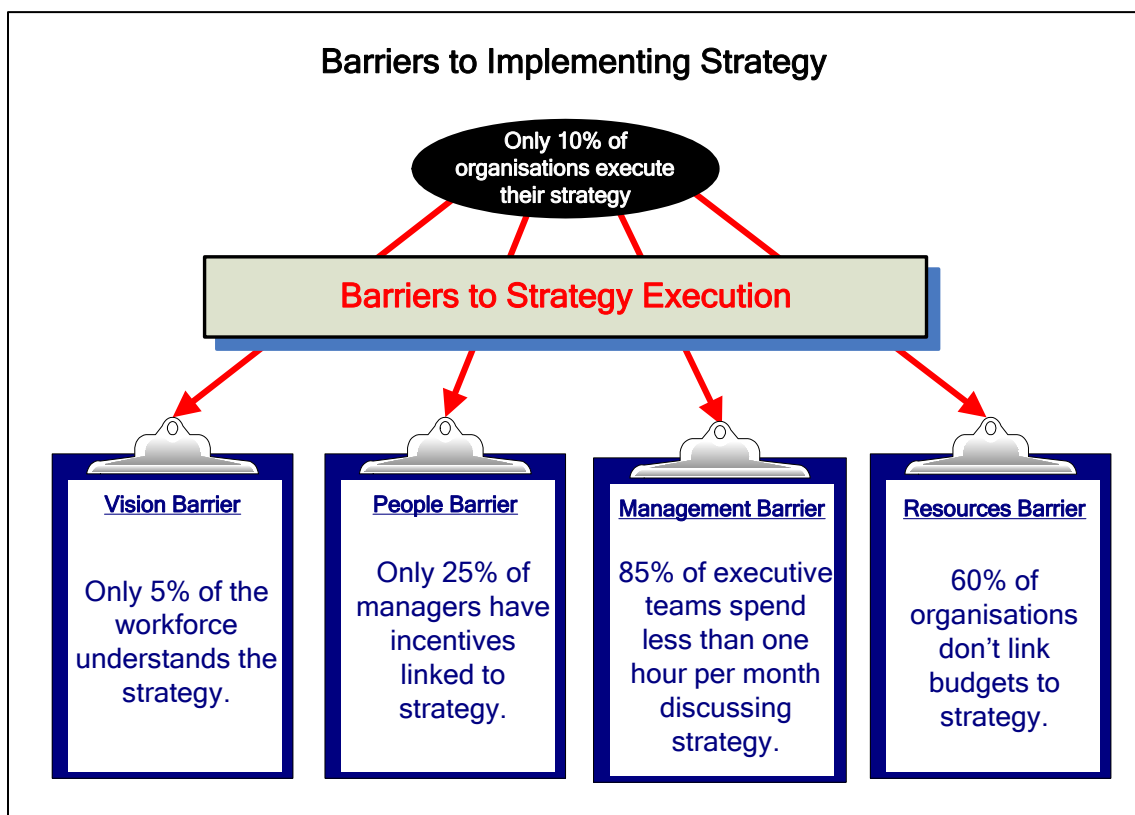 Barriers to Implementing Strategy
Only 10% of
organisations execute
their strategy
Barriers to Strategy Execution
Vision Barrier
Only 5% of the
workforce
understands the
strategy.
People Barrier
Only 25% of
managers have
incentives
linked to
strategy.
Management Barrier
85% of executive
teams spend
less than one
hour per month
discussing
strategy.
Resources Barrier
60% of
organisations
don’t link
budgets to
strategy.